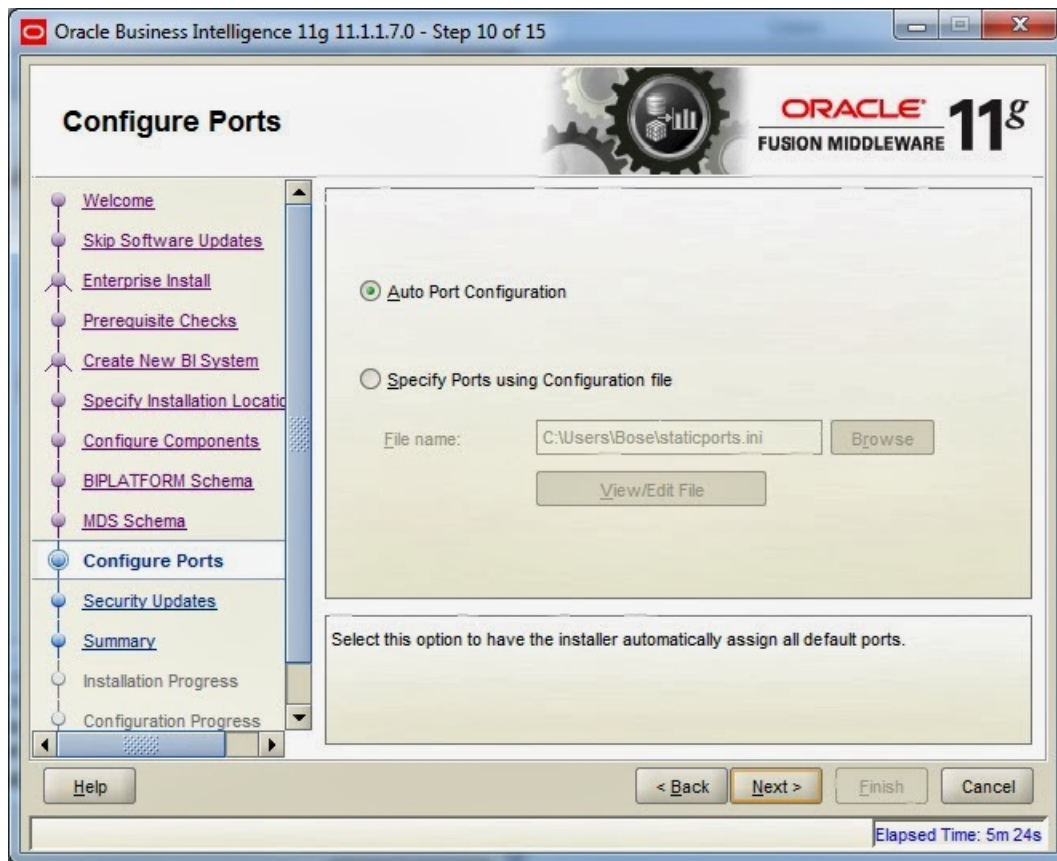 Oracle Business Intelligence 11g 11.1.1.7.0 - Step 10 of 15
Configure Ports
ORACLE
FUSION MIDDLEWARE 11g
Welcome
Skip Software Updates
Enterprise Install
Prerequisite Checks
Create New BI System
Specify Installation Locatio
Configure Components
BIPLATFORM Schema
MDS Schema
Configure Ports
Security Updates
Summary
Installation Progress
Configuration Progress
Auto Port Configuration
Specify Ports using Configuration file
File name: C:\Users\Bose\staticports.ini Browse
View/Edit File
Select this option to have the installer automatically assign all default ports.
Help < Back Next > Finish Cancel
Elapsed Time: 5m 24s